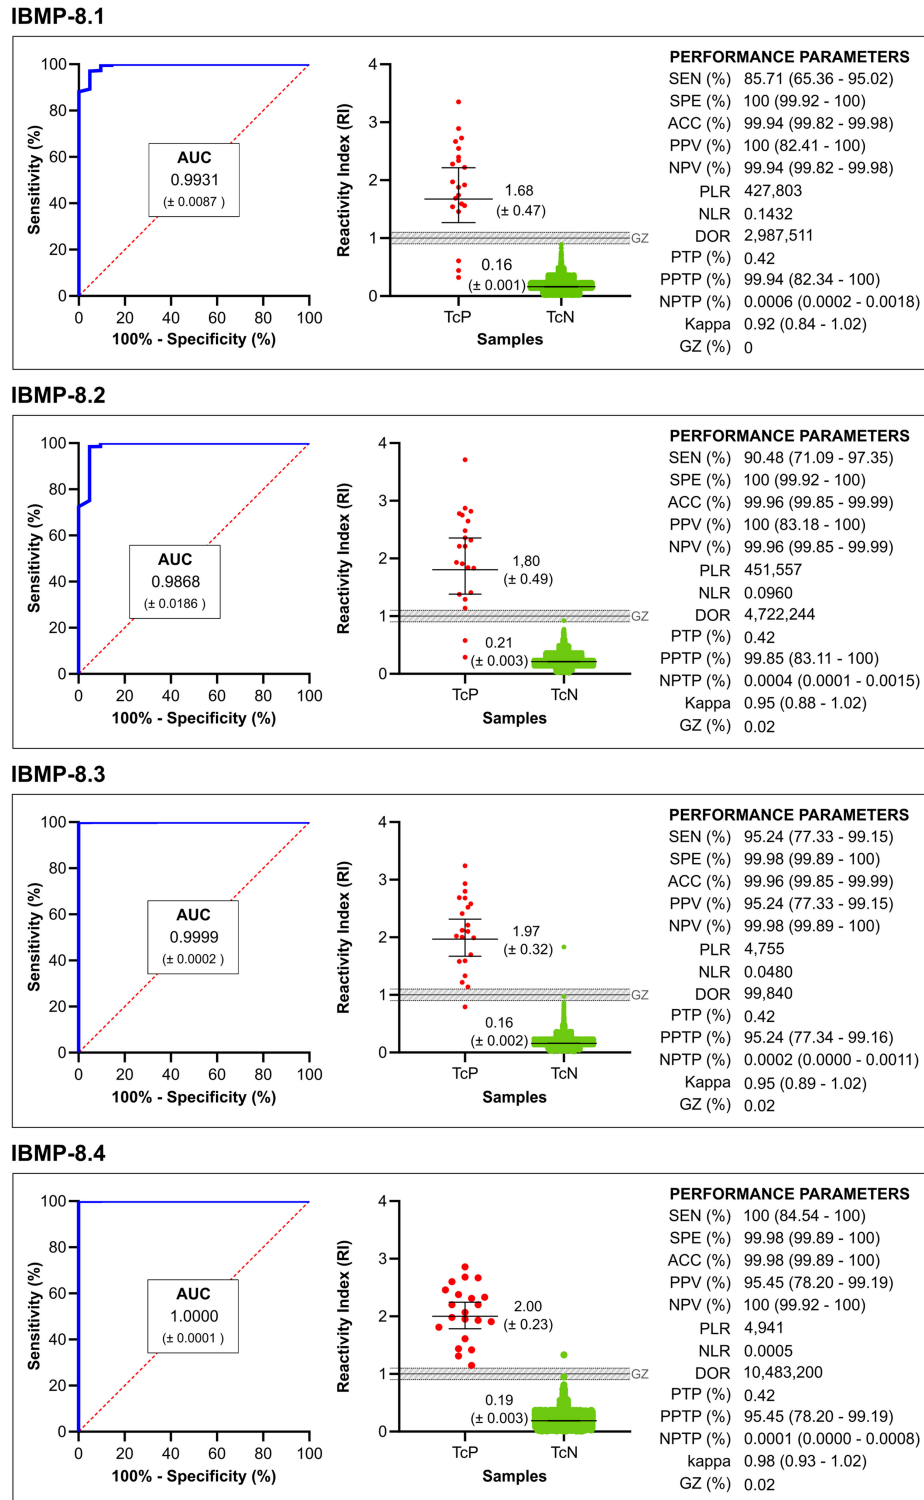 IBMP-8.1
100
80
60
40
20
0
Sensitivity (%)
AUC
0.9931
(± 0.0087 )
0 20 40 60 80 100
100% - Specificity (%)
4
3
2
1
0
Reactivity Index (RI)
1.68
(± 0.47)
GZ
0.16
(± 0.001)
TcP TcN
Samples
PERFORMANCE PARAMETERS
SEN (%) 85.71 (65.36 - 95.02)
SPE (%) 100 (99.92 - 100)
ACC (%) 99.94 (99.82 - 99.98)
PPV (%) 100 (82.41 - 100)
NPV (%) 99.94 (99.82 - 99.98)
PLR 427,803
NLR 0.1432
DOR 2,987,511
PTP (%) 0.42
PPTP (%) 99.94 (82.34 - 100)
NPTP (%) 0.0006 (0.0002 - 0.0018)
Kappa 0.92 (0.84 - 1.02)
GZ (%) 0
IBMP-8.2
100
80
60
40
20
0
Sensitivity (%)
AUC
0.9868
(± 0.0186 )
0 20 40 60 80 100
100% - Specificity (%)
4
3
2
1
0
Reactivity Index (RI)
1,80
(± 0.49)
GZ
0.21
(± 0.003)
TcP TcN
Samples
PERFORMANCE PARAMETERS
SEN (%) 90.48 (71.09 - 97.35)
SPE (%) 100 (99.92 - 100)
ACC (%) 99.96 (99.85 - 99.99)
PPV (%) 100 (83.18 - 100)
NPV (%) 99.96 (99.85 - 99.99)
PLR 451,557
NLR 0.0960
DOR 4,722,244
PTP (%) 0.42
PPTP (%) 99.85 (83.11 - 100)
NPTP (%) 0.0004 (0.0001 - 0.0015)
Kappa 0.95 (0.88 - 1.02)
GZ (%) 0.02
IBMP-8.3
100
80
60
40
20
0
Sensitivity (%)
AUC
0.9999
(± 0.0002 )
0 20 40 60 80 100
100% - Specificity (%)
4
3
2
1
0
Reactivity Index (RI)
1.97
(± 0.32)
GZ
0.16
(± 0.002)
TcP TcN
Samples
PERFORMANCE PARAMETERS
SEN (%) 95.24 (77.33 - 99.15)
SPE (%) 99.98 (99.89 - 100)
ACC (%) 99.96 (99.85 - 99.99)
PPV (%) 95.24 (77.33 - 99.15)
NPV (%) 99.98 (99.89 - 100)
PLR 4,755
NLR 0.0480
DOR 99,840
PTP (%) 0.42
PPTP (%) 95.24 (77.34 - 99.16)
NPTP (%) 0.0002 (0.0000 - 0.0011)
Kappa 0.95 (0.89 - 1.02)
GZ (%) 0.02
IBMP-8.4
100
80
60
40
20
0
Sensitivity (%)
AUC
1.0000
(± 0.0001 )
0 20 40 60 80 100
100% - Specificity (%)
4
3
2
1
0
Reactivity Index (RI)
2.00
(± 0.23)
GZ
0.19
(± 0.003)
TcP TcN
Samples
PERFORMANCE PARAMETERS
SEN (%) 100 (84.54 - 100)
SPE (%) 99.98 (99.89 - 100)
ACC (%) 99.98 (99.89 - 100)
PPV (%) 95.45 (78.20 - 99.19)
NPV (%) 100 (99.92 - 100)
PLR 4,941
NLR 0.0005
DOR 10,483,200
PTP (%) 0.42
PPTP (%) 95.45 (78.20 - 99.19)
NPTP (%) 0.0001 (0.0000 - 0.0008)
kappa 0.98 (0.93 - 1.02)
GZ (%) 0.02